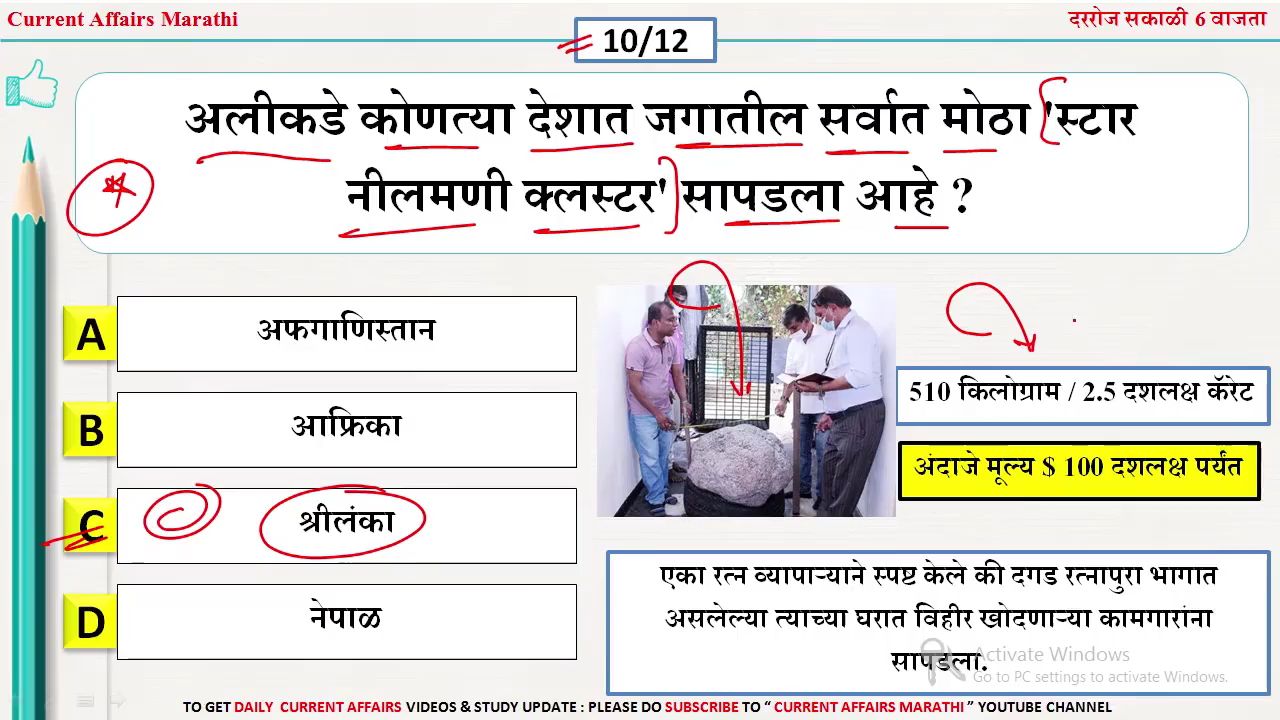 Current Affairs Marathi
दररोज सकाळी 6 वाजता
10/12
अलीकडे कोणत्या देशात जगातील सर्वात मोठा 'स्टार
नीलमणी क्लस्टर' सापडला आहे ?
A
अफगाणिस्तान
B
आफ्रिका
C
श्रीलंका
D
नेपाळ
510 किलोग्राम / 2.5 दशलक्ष कॅरेट
अंदाजे मूल्य $ 100 दशलक्ष पर्यंत
एका रत्न व्यापाऱ्याने स्पष्ट केले की दगड रत्नापुरा भागात
असलेल्या त्याच्या घरात विहीर खोदणाऱ्या कामगारांना
सापडला.
Activate Windows
Go to PC settings to activate Windows.
TO GET DAILY CURRENT AFFAIRS VIDEOS & STUDY UPDATE : PLEASE DO SUBSCRIBE TO “ CURRENT AFFAIRS MARATHI ” YOUTUBE CHANNEL